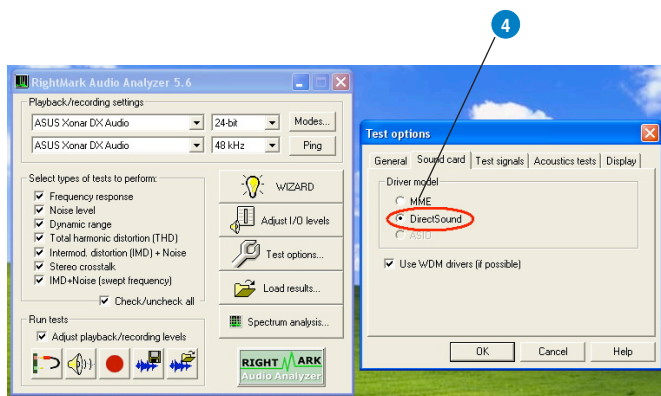 4
RightMark Audio Analyzer 5.6
Playback/recording settings
ASUS Xonar DX Audio 24-bit Modes...
ASUS Xonar DX Audio 48 kHz Ping
Select types of tests to perform:
Frequency response
Noise level
Dynamic range
Total harmonic distortion (THD)
Intermod. distortion (IMD) + Noise
Stereo crosstalk
IMD+Noise (swept frequency)
Check/uncheck all
WIZARD
Adjust I/O levels
Test options...
Load results...
Spectrum analysis...
Run tests
Adjust playback/recording levels
RIGHT MARK
Audio Analyzer
Test options
General Sound card Test signals Acoustics tests Display
Driver model
MME
DirectSound
ASIO
Use WDM drivers (if possible)
OK Cancel Help